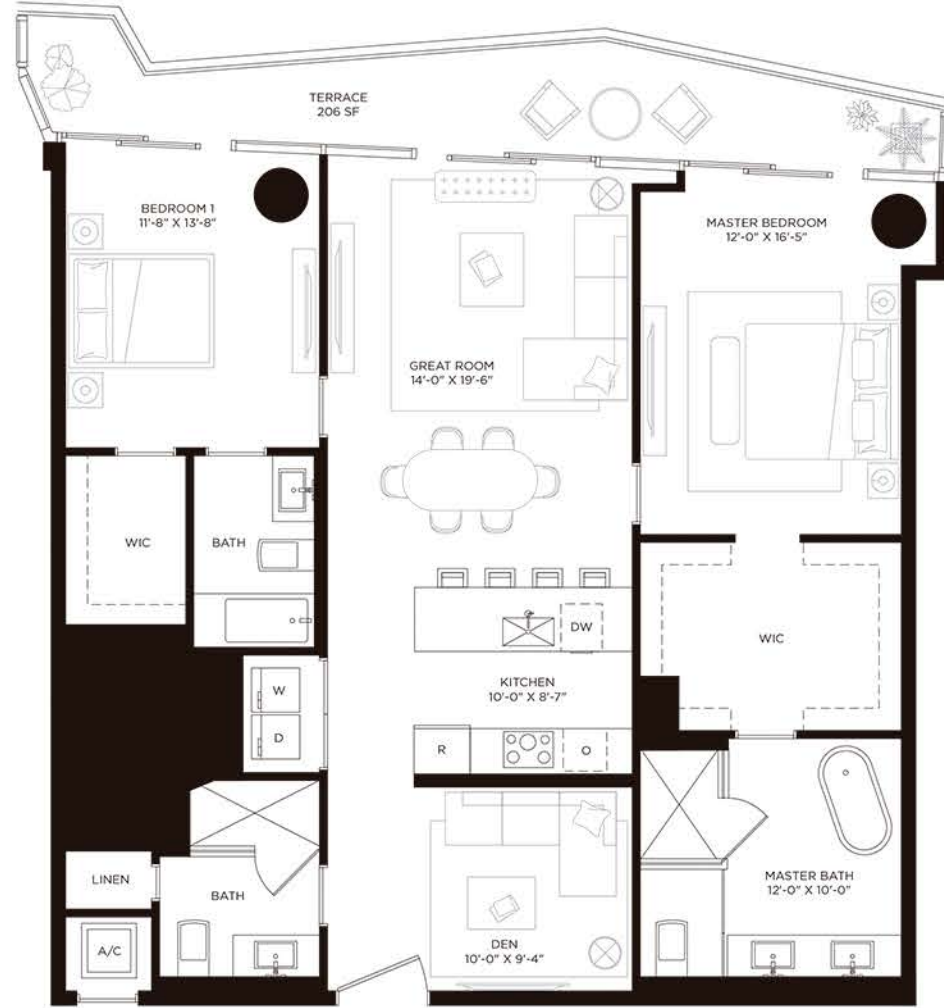 TERRACE
206 SF
BEDROOM 1
11'-8" X 13'-8"
MASTER BEDROOM
12'-0" X 16'-5"
GREAT ROOM
14'-0" X 19'-6"
WIC
BATH
DW
WIC
KITCHEN
10'-0" X 8'-7"
W
D
R
O
LINEN
BATH
MASTER BATH
12'-0" X 10'-0"
A/C
DEN
10'-0" X 9'-4"